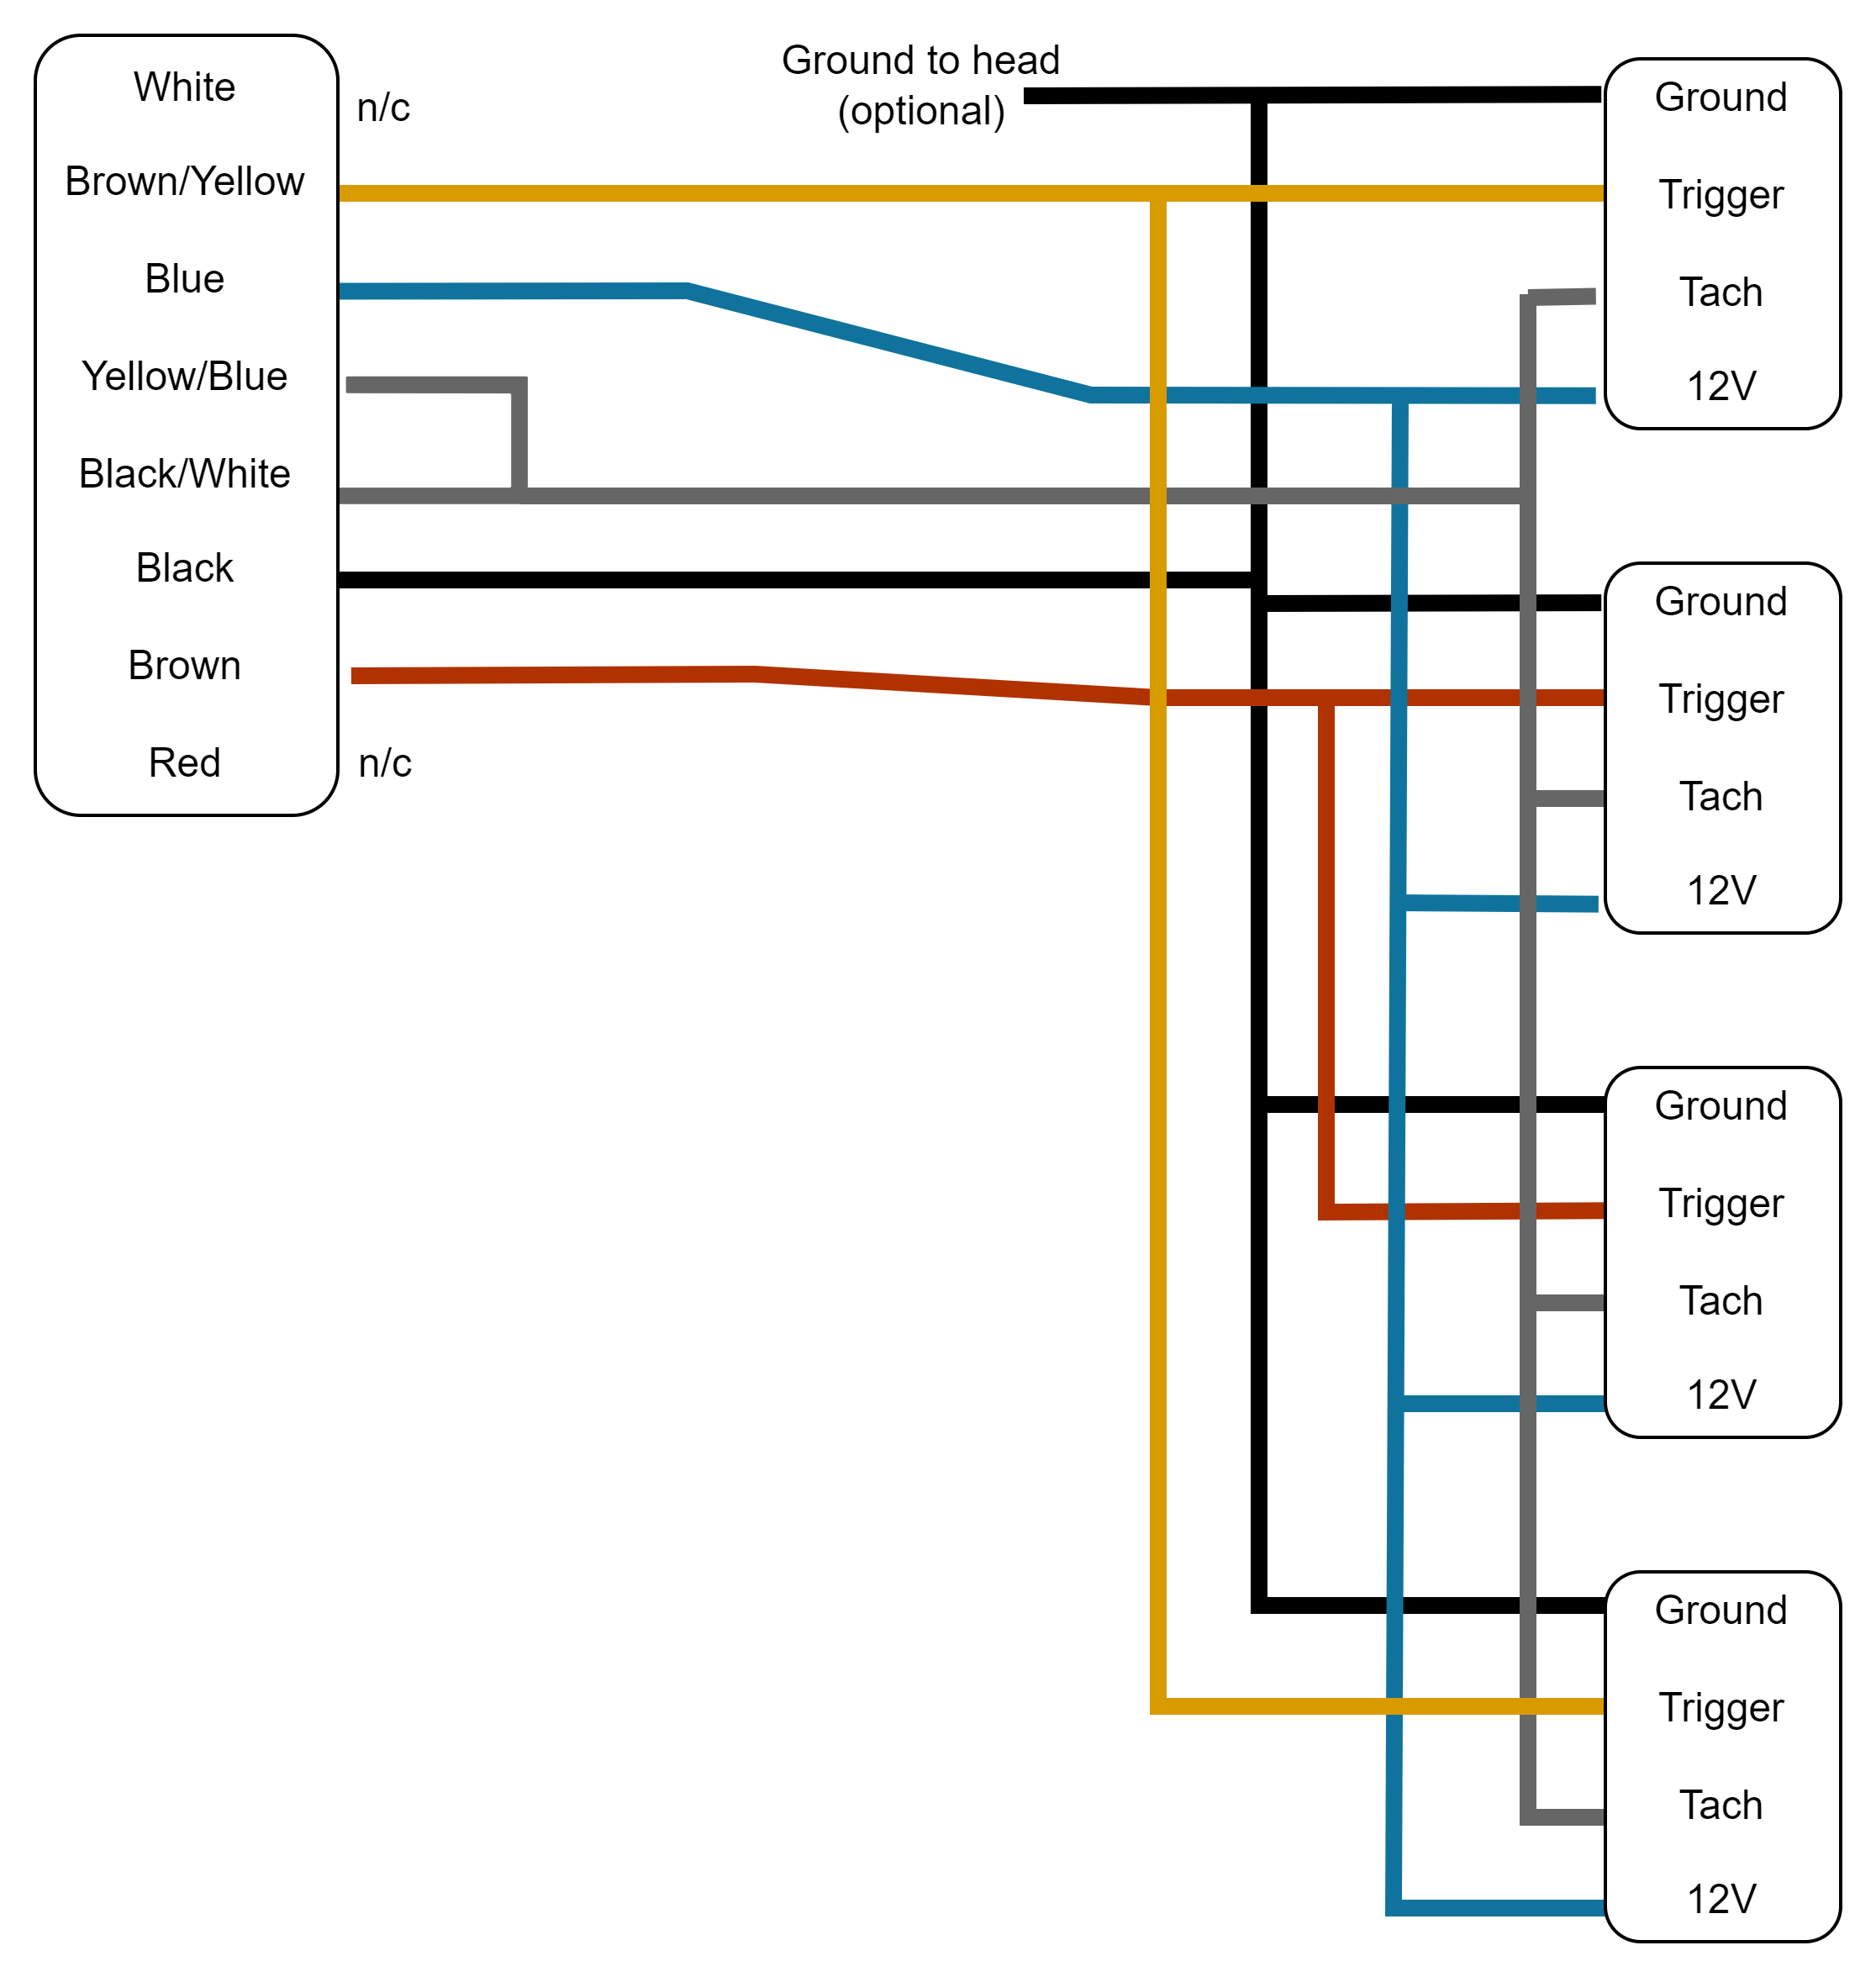 White
n/c
Brown/Yellow
Blue
Yellow/Blue
Black/White
Black
Brown
Red
n/c
Ground to head
(optional)
Ground
Trigger
Tach
12V
Ground
Trigger
Tach
12V
Ground
Trigger
Tach
12V
Ground
Trigger
Tach
12V